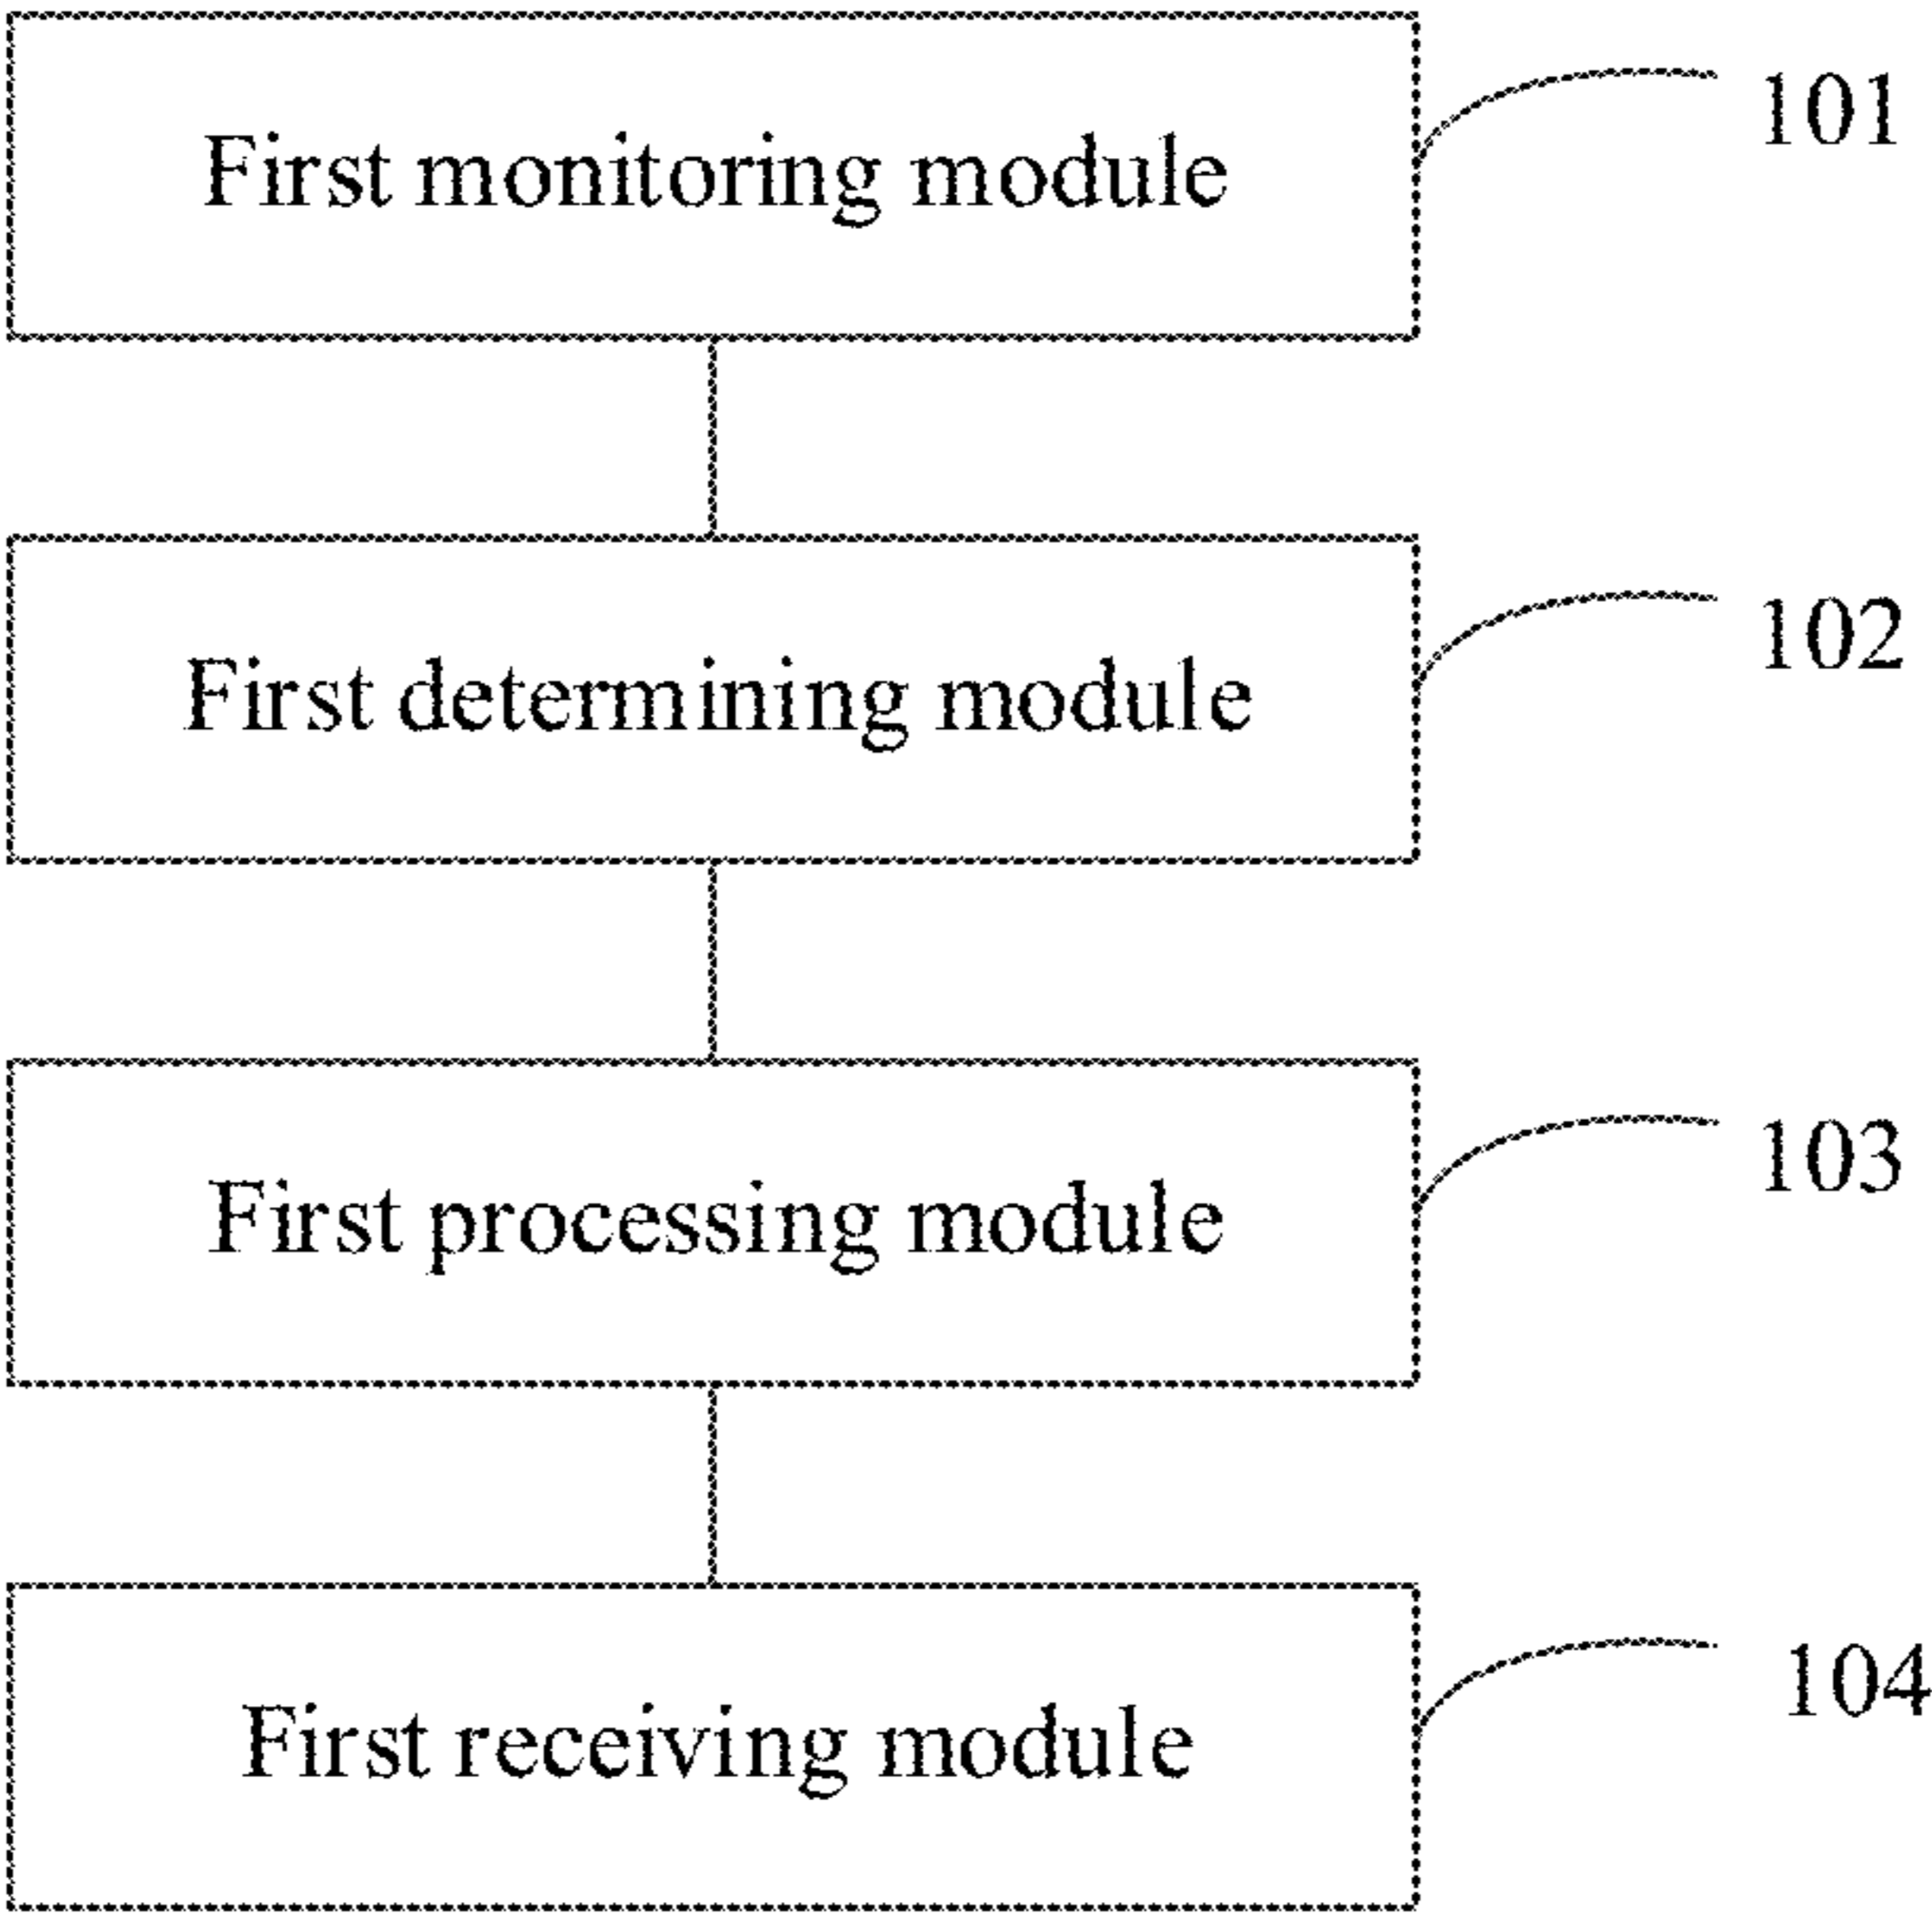 First monitoring module
101
First determining module
102
First processing module
103
First receiving module
104